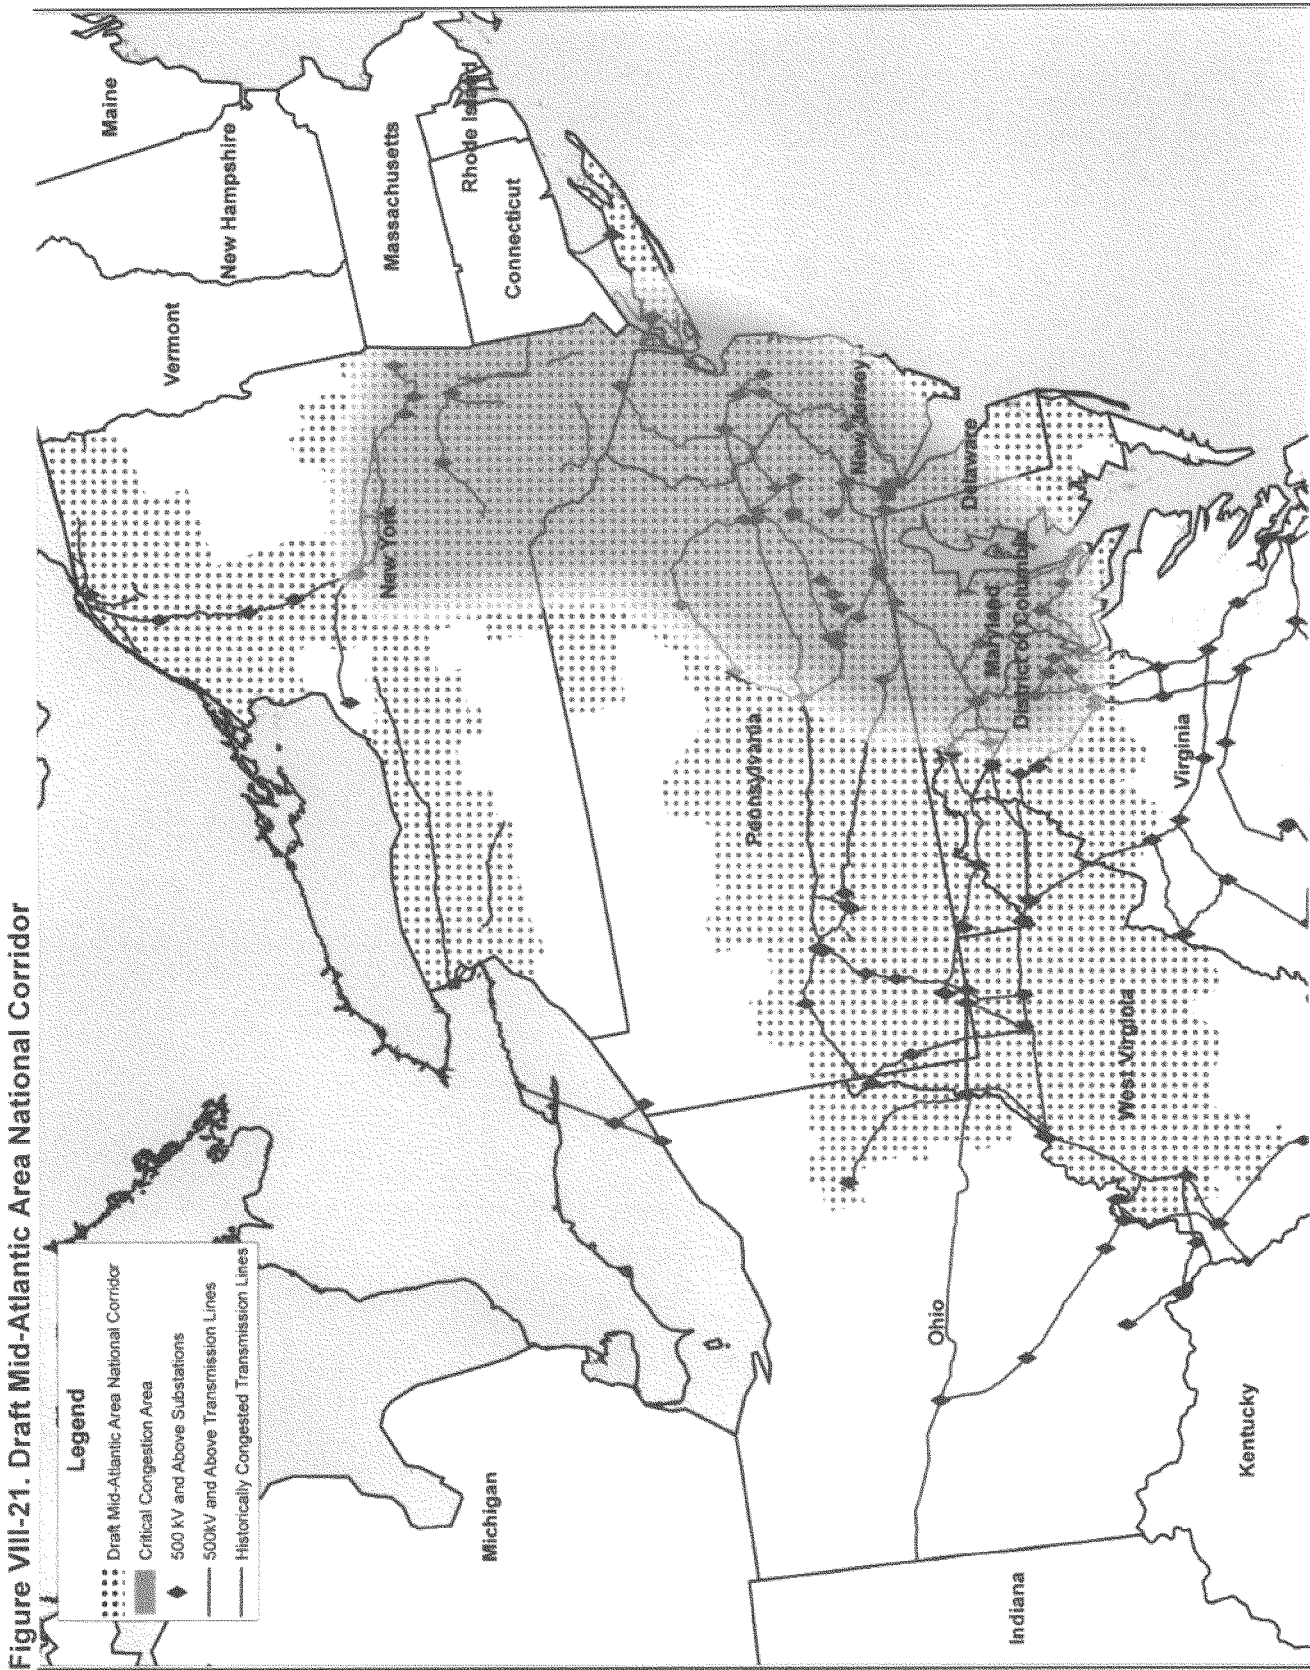 Figure VII-21. Draft Mid-Atlantic Area National Corridor
Legend
Draft Mid-Atlantic Area National Corridor
Critical Congestion Area
500 kV and Above Substations
500kV and Above Transmission Lines
Historically Congested Transmission Lines
Maine
Vermont
New Hampshire
Massachusetts
Rhode Island
Connecticut
New York
Michigan
Pennsylvania
New Jersey
Ohio
Delaware
Maryland
District of Columbia
Indiana
West Virginia
Virginia
Kentucky